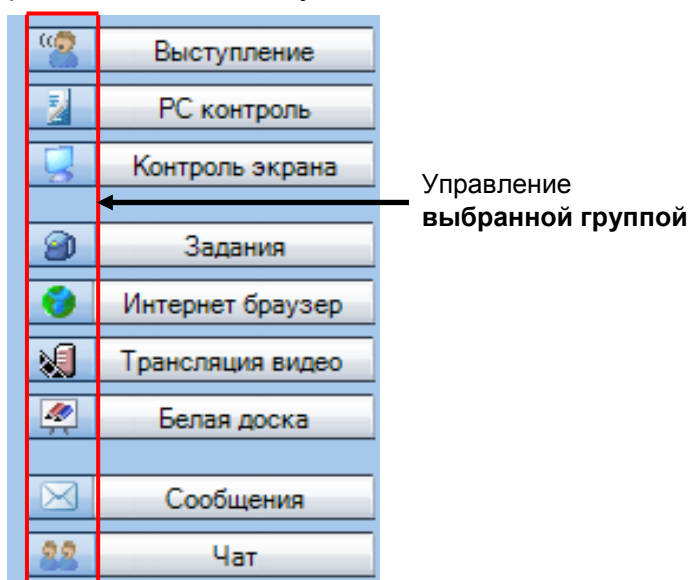 Выступление
PC контроль
Контроль экрана
Управление
выбранной группой
Задания
Интернет браузер
Трансляция видео
Белая доска
Сообщения
Чат